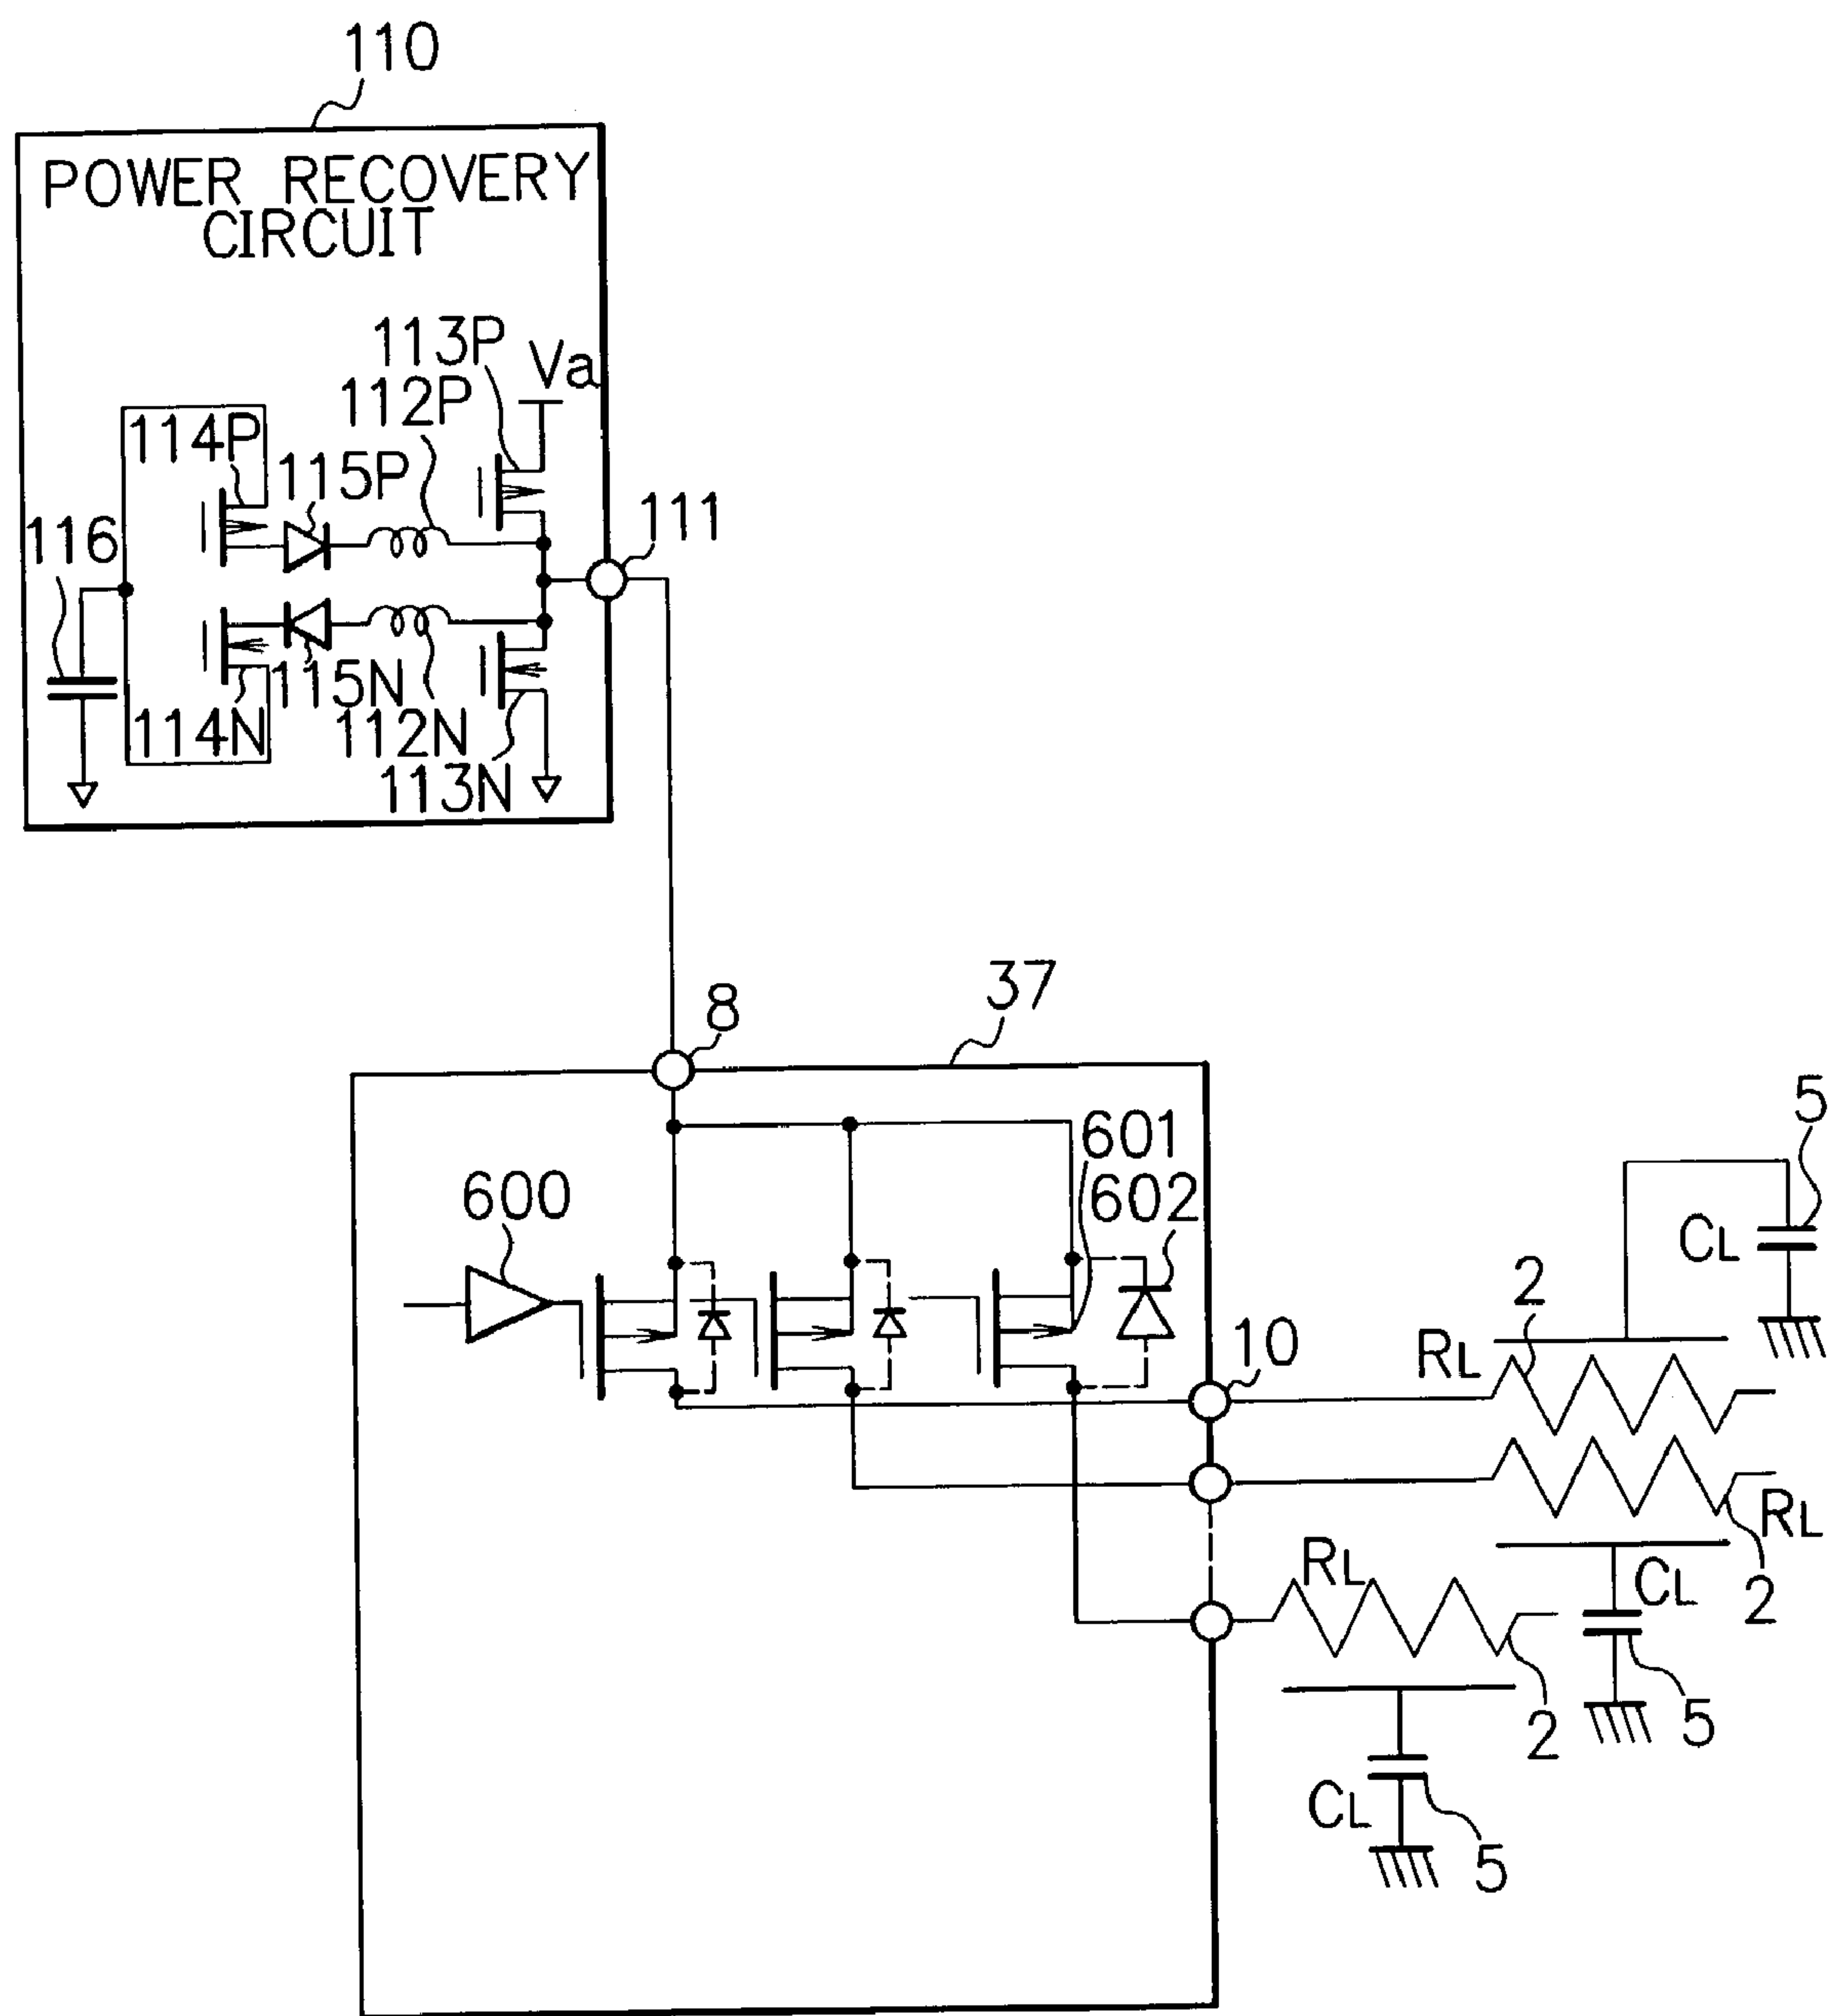 110
POWER RECOVERY
CIRCUIT
113P
Va
112P
114P
115P
111
116
115N
114N
112N
113N
8
37
5
601
602
600
CL
2
10
RL
RL
RL
CL
2
2
5
CL
5